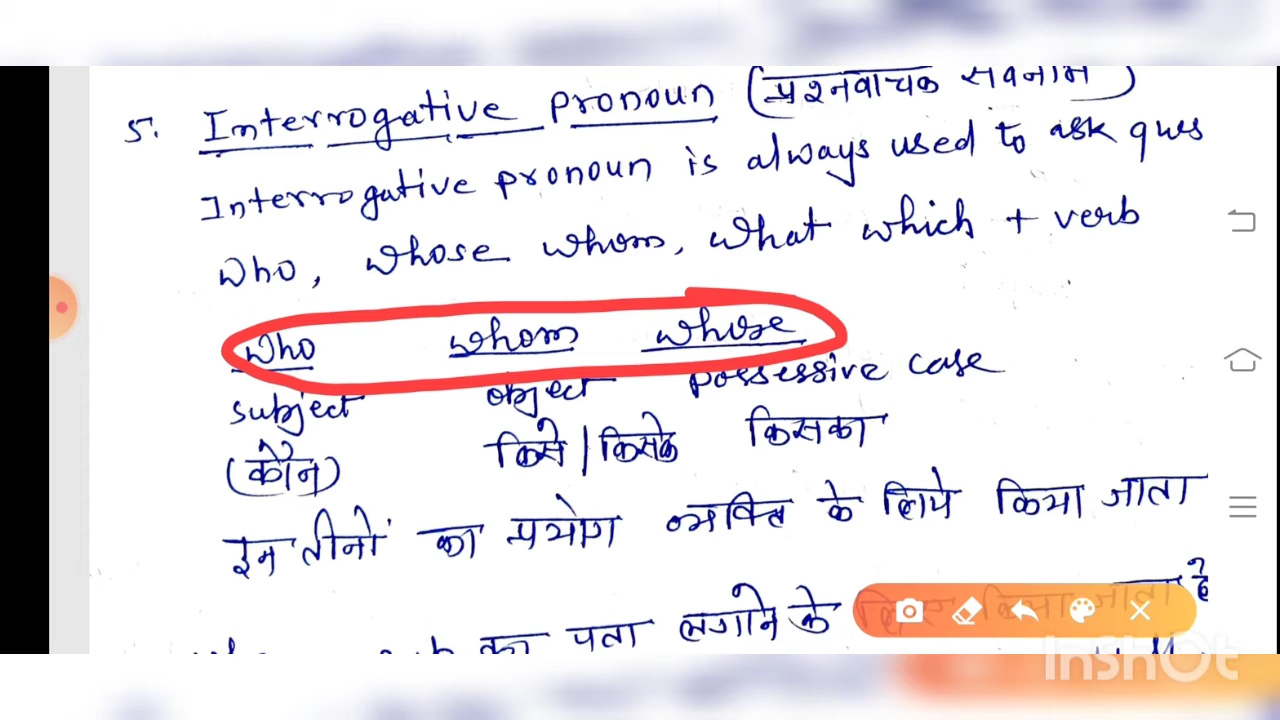 5. Interrogative Pronoun (प्रश्नवाचक सर्वनाम)
Interrogative pronoun is always used to ask ques
who, whose whom, what which + verb
who whom whose
subject object possessive case
(कौन) किसे | किसके किसका
इन तीनों का प्रयोग व्यक्ति के लिये किया जाता
का पता लगाने के लिए किया जाता है
InShOt